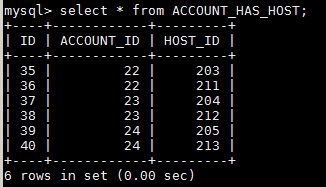 mysql> select * from ACCOUNT_HAS_HOST;
+----+------------+---------+
| ID | ACCOUNT_ID | HOST_ID |
+----+------------+---------+
| 35 |         22 |     203 |
| 36 |         22 |     211 |
| 37 |         23 |     204 |
| 38 |         23 |     212 |
| 39 |         24 |     205 |
| 40 |         24 |     213 |
+----+------------+---------+
6 rows in set (0.00 sec)